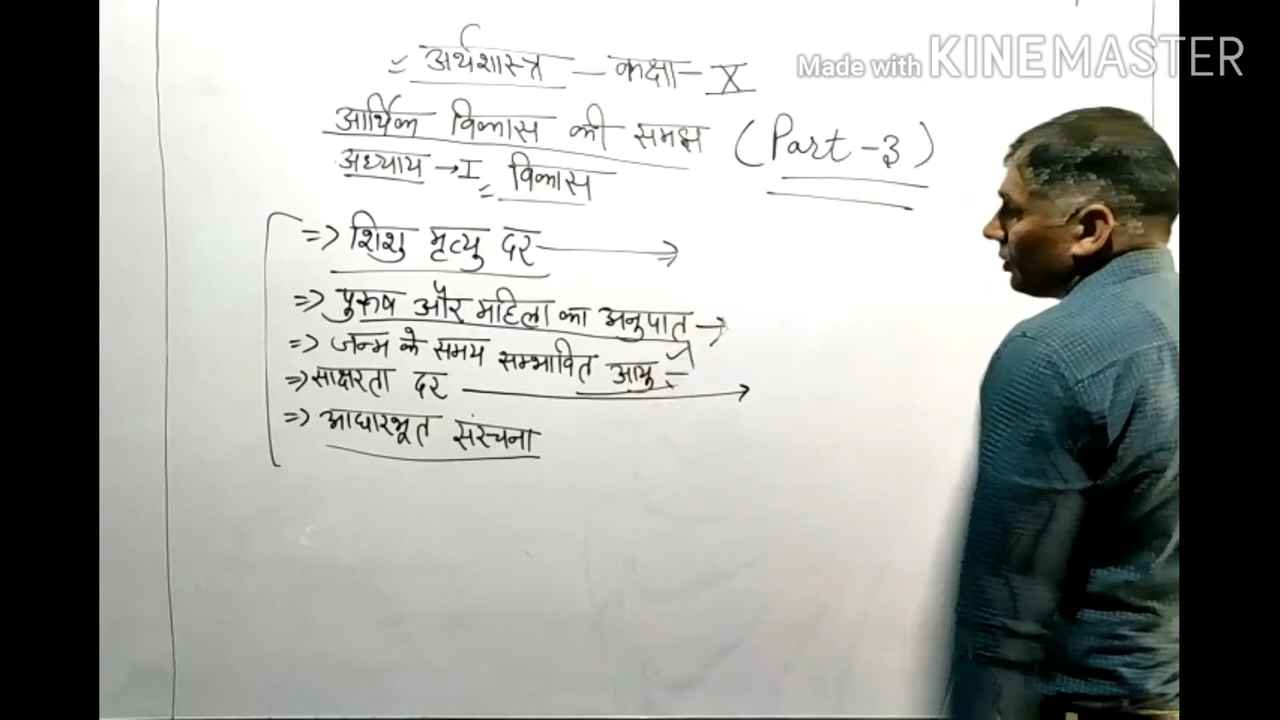 Made with KINEMASTER
अर्थशास्त्र – कक्षा – X
आर्थिक विकास की समझ (Part-3)
अध्याय → I विकास
=> शिशु मृत्यु दर →
=> पुरुष और महिला का अनुपात →
=> जन्म के समय सम्भावित आयु
=> साक्षरता दर →
=> आधारभूत संरचना